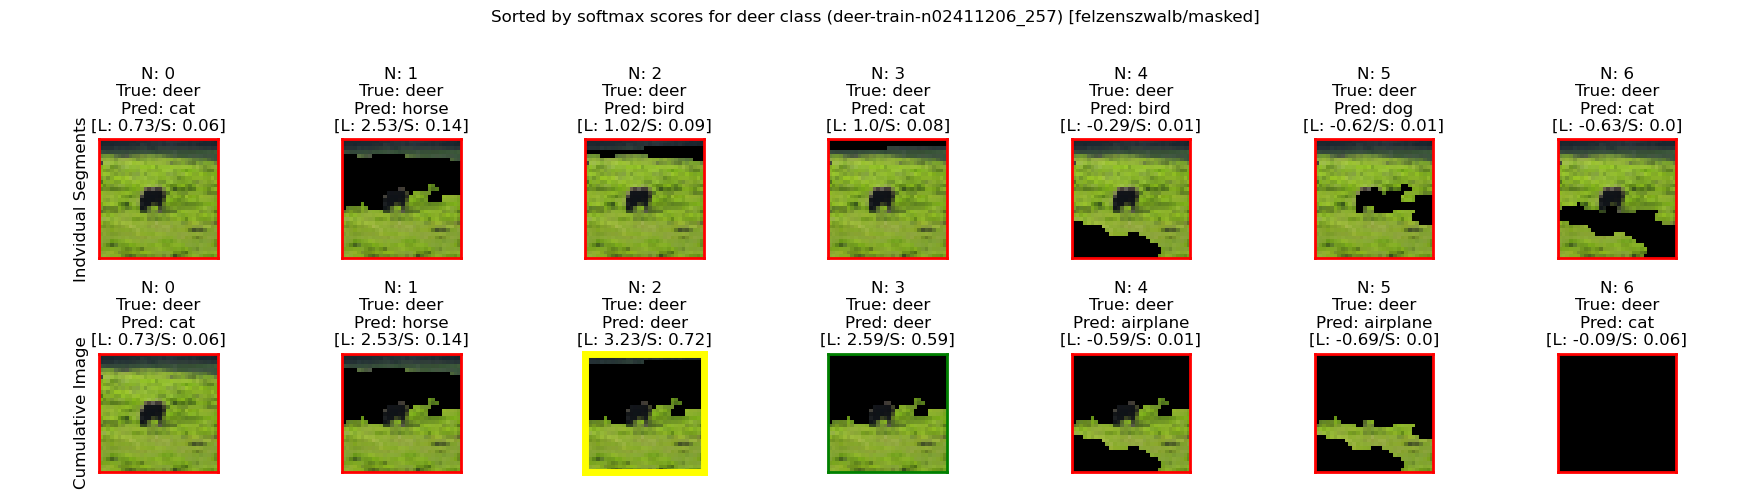 Sorted by softmax scores for deer class (deer-train-n02411206_257) [felzenszwalb/masked]
Indvidual Segments
N: 0
True: deer
Pred: cat
[L: 0.73/S: 0.06]
N: 1
True: deer
Pred: horse
[L: 2.53/S: 0.14]
N: 2
True: deer
Pred: bird
[L: 1.02/S: 0.09]
N: 3
True: deer
Pred: cat
[L: 1.0/S: 0.08]
N: 4
True: deer
Pred: bird
[L: -0.29/S: 0.01]
N: 5
True: deer
Pred: dog
[L: -0.62/S: 0.01]
N: 6
True: deer
Pred: cat
[L: -0.63/S: 0.0]
Cumulative Image
N: 0
True: deer
Pred: cat
[L: 0.73/S: 0.06]
N: 1
True: deer
Pred: horse
[L: 2.53/S: 0.14]
N: 2
True: deer
Pred: deer
[L: 3.23/S: 0.72]
N: 3
True: deer
Pred: deer
[L: 2.59/S: 0.59]
N: 4
True: deer
Pred: airplane
[L: -0.59/S: 0.01]
N: 5
True: deer
Pred: airplane
[L: -0.69/S: 0.0]
N: 6
True: deer
Pred: cat
[L: -0.09/S: 0.06]